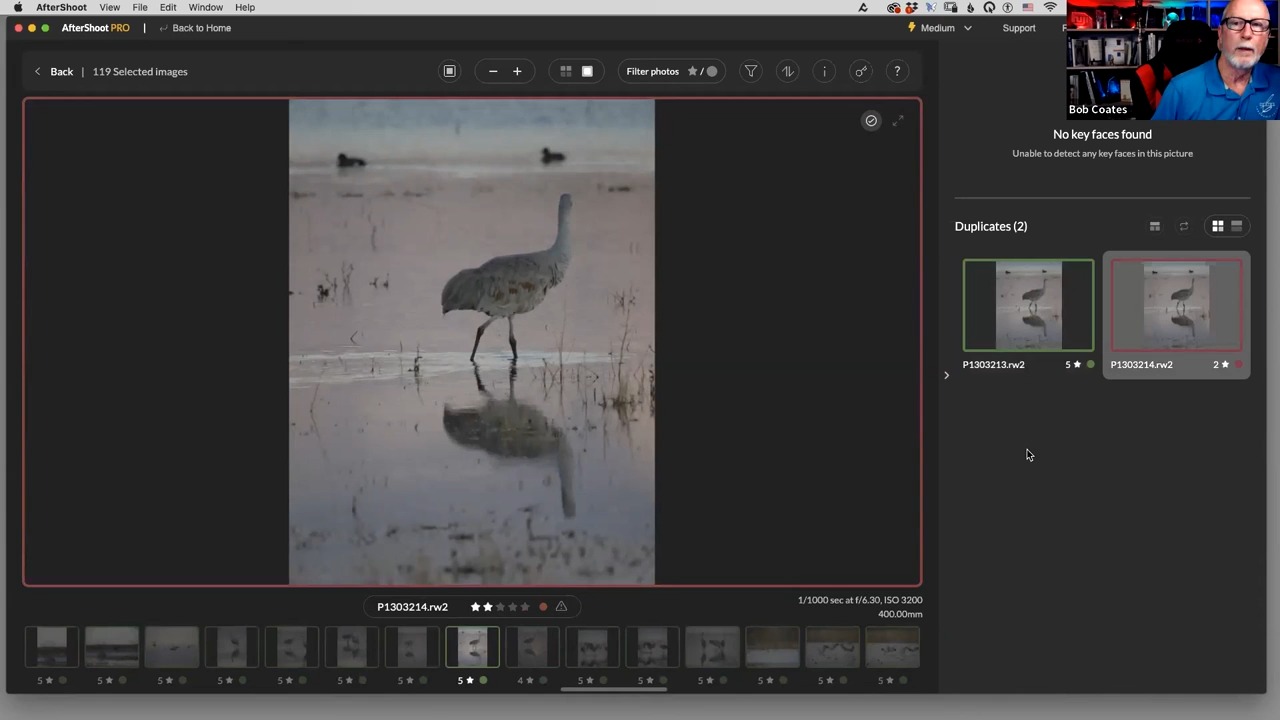 AfterShoot View File Edit Window Help
AfterShoot PRO | Back to Home
Medium
Support
Bob Coates
Back | 119 Selected images
Filter photos ★ /
i
?
No key faces found
Unable to detect any key faces in this picture
Duplicates (2)
P1303213.rw2 5 ★
P1303214.rw2 2 ★
P1303214.rw2 ★★★★★
1/1000 sec at f/6.30, ISO 3200
400.00mm
5 ★ 5 ★ 5 ★ 5 ★ 5 ★ 5 ★ 5 ★ 5 ★ 4 ★ 5 ★ 5 ★ 5 ★ 5 ★ 5 ★ 5 ★